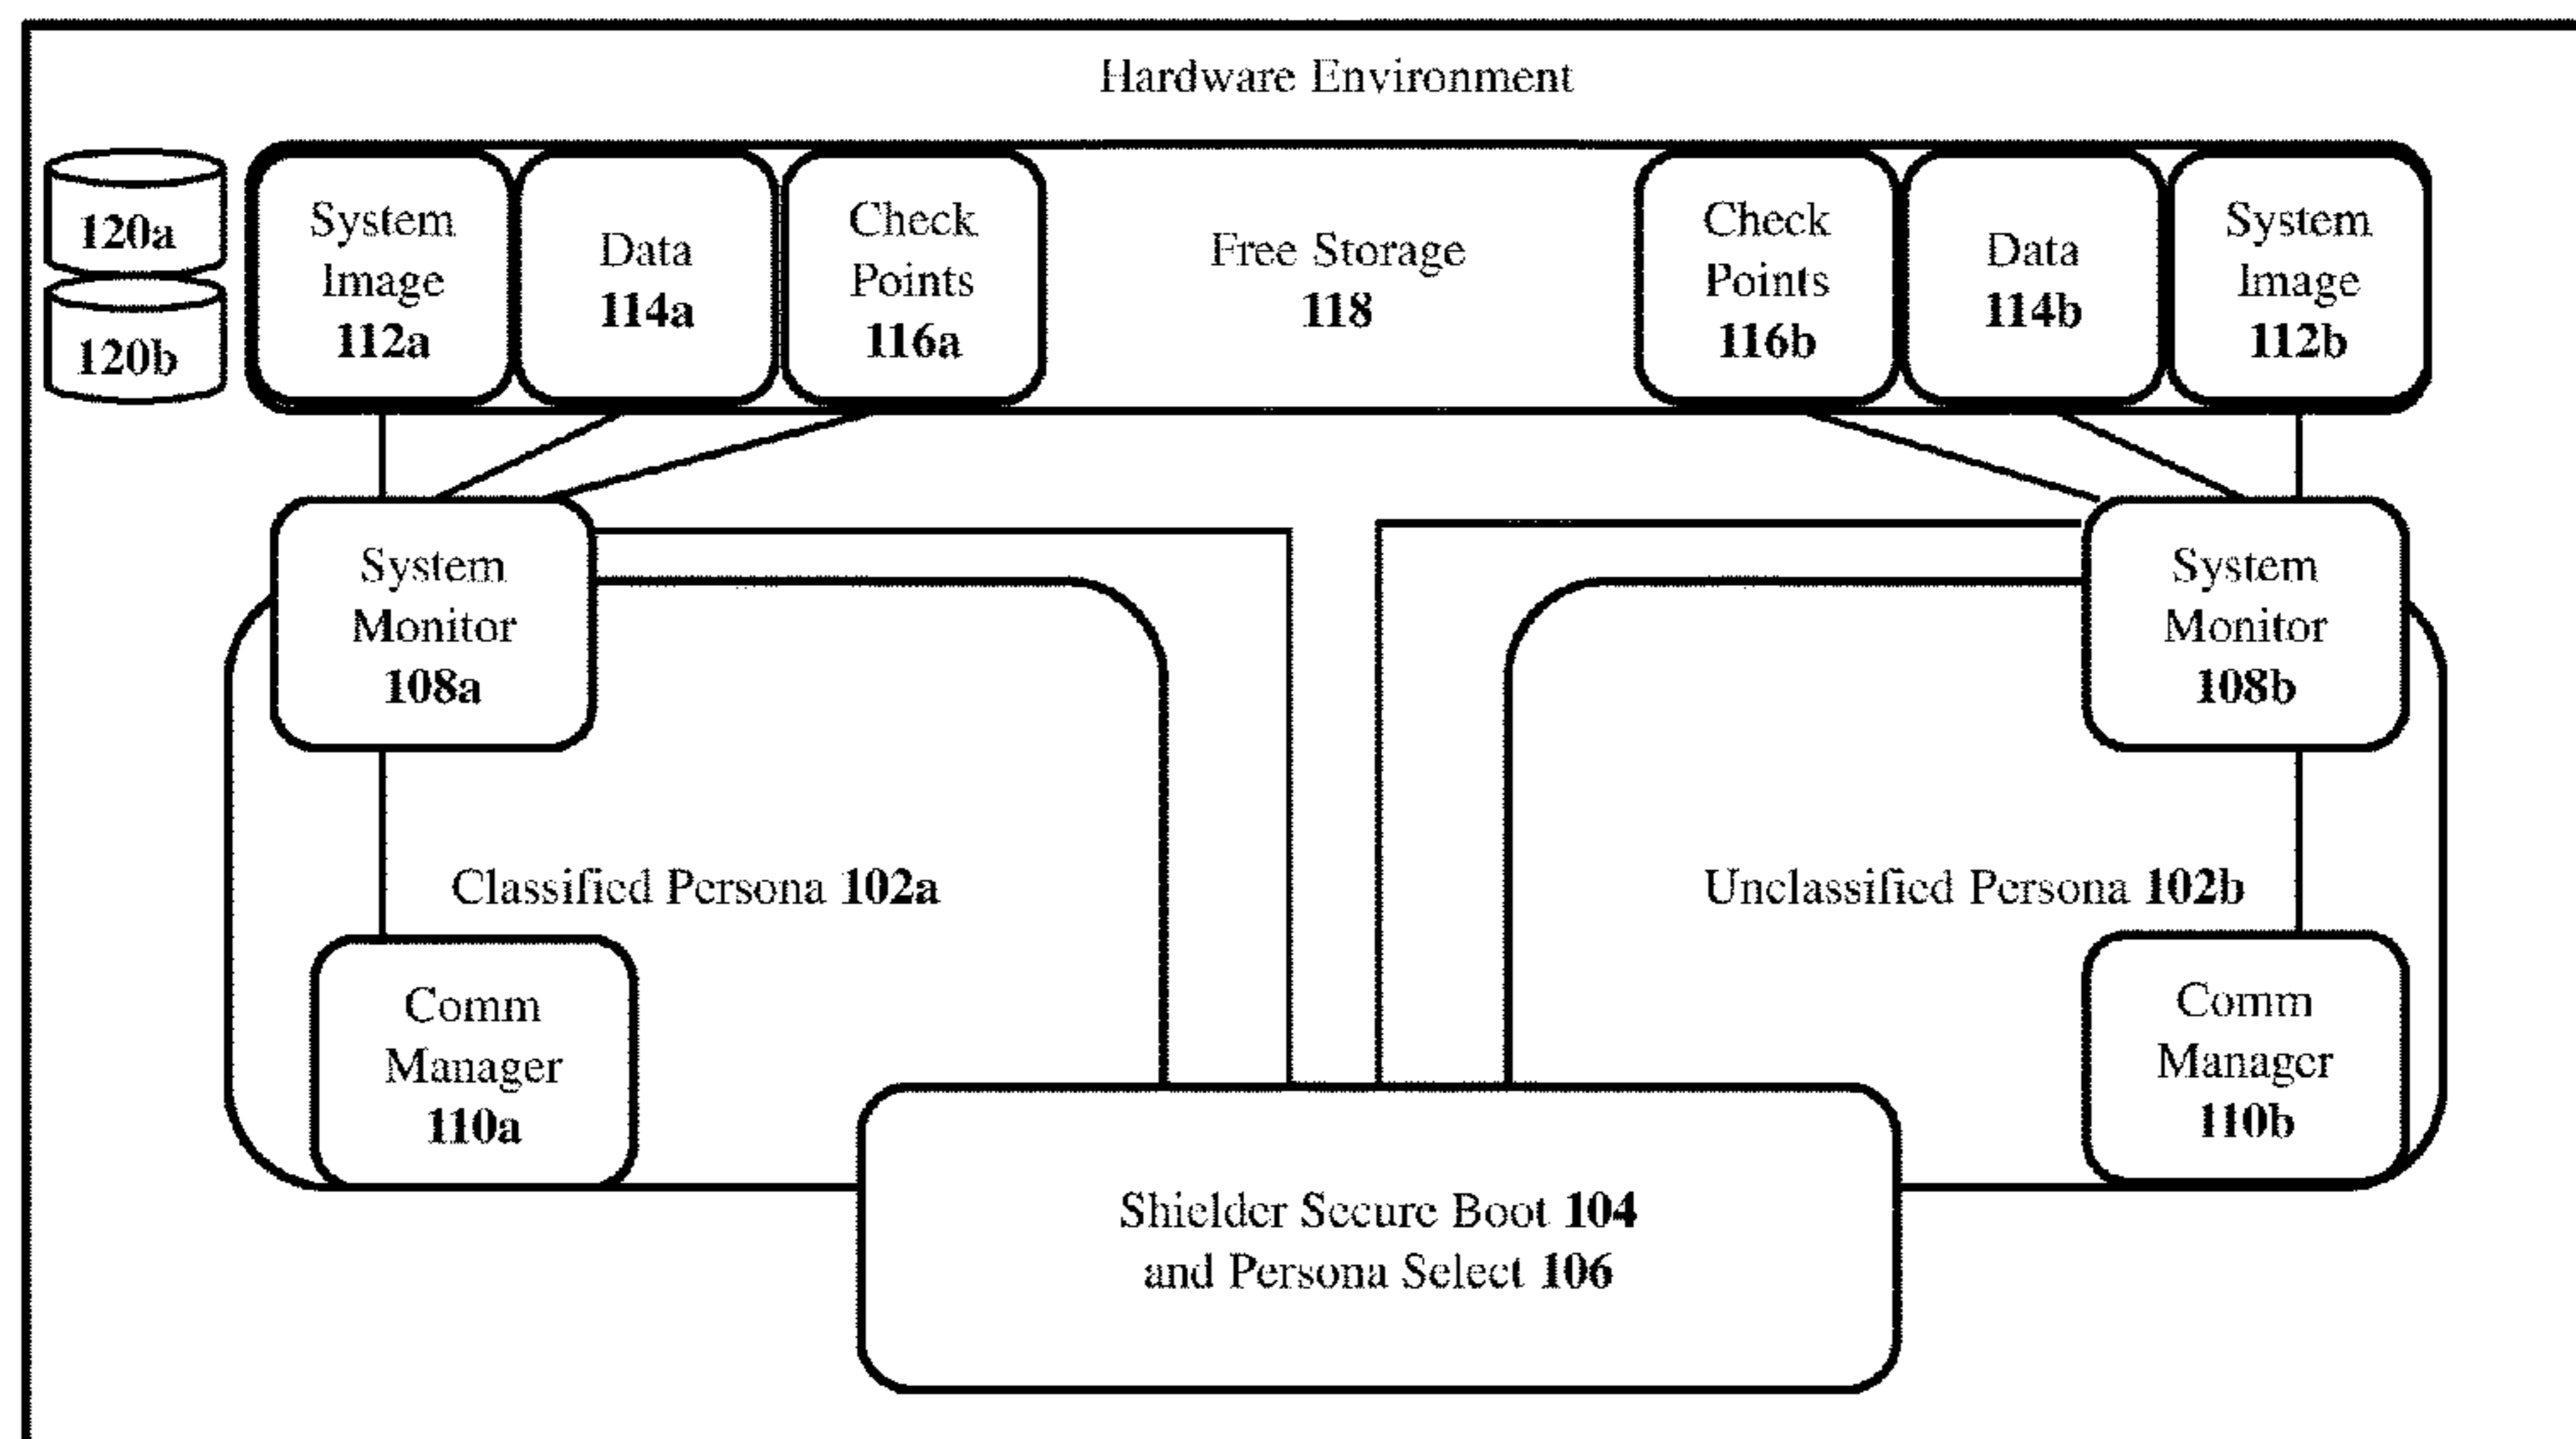 Hardware Environment
120a
120b
System
Image
112a
Data
114a
Check
Points
116a
Free Storage
118
Check
Points
116b
Data
114b
System
Image
112b
System
Monitor
108a
System
Monitor
108b
Classified Persona 102a
Unclassified Persona 102b
Comm
Manager
110a
Comm
Manager
110b
Shielder Secure Boot 104
and Persona Select 106